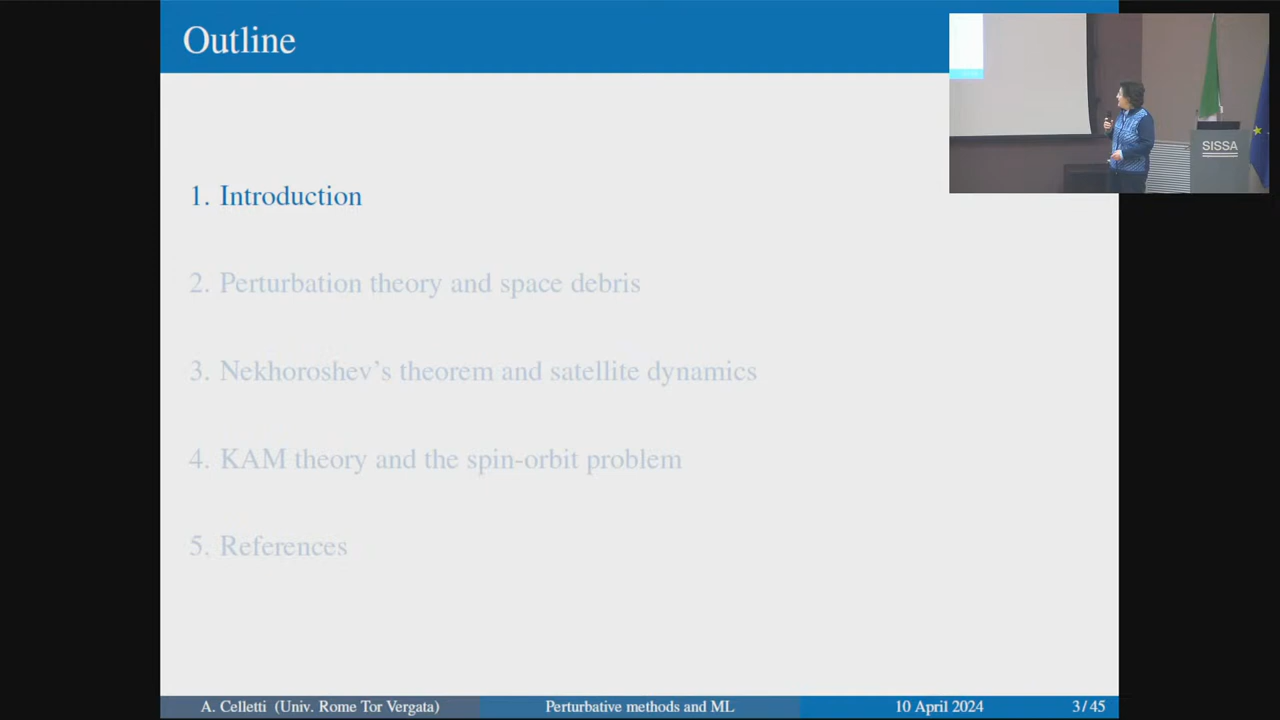 Outline
SISSA
1. Introduction
2. Perturbation theory and space debris
3. Nekhoroshev's theorem and satellite dynamics
4. KAM theory and the spin-orbit problem
5. References
A. Celletti (Univ. Rome Tor Vergata)
Perturbative methods and ML
10 April 2024
3 / 45